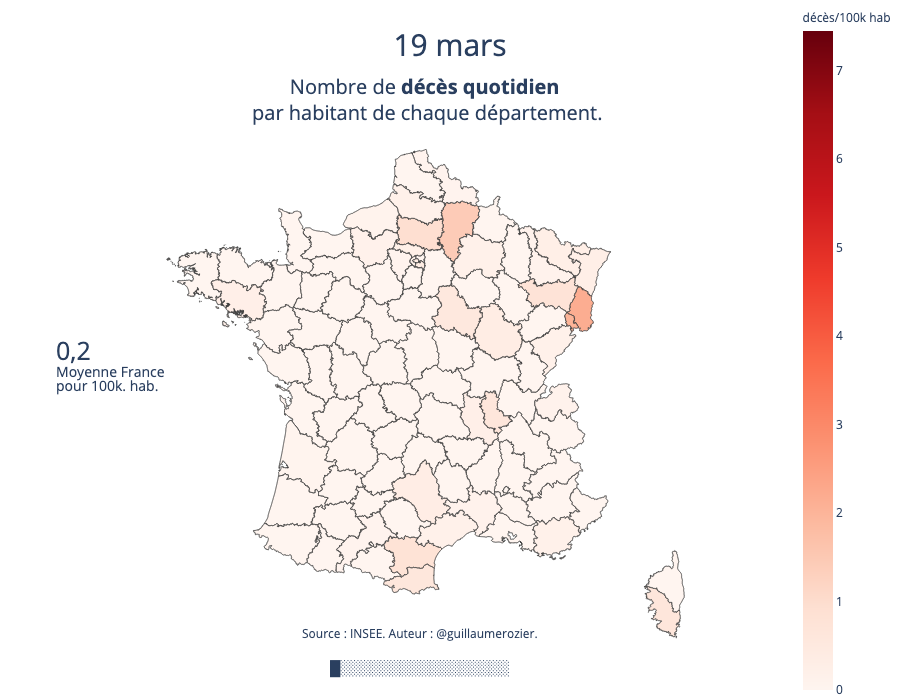 décès/100k hab
19 mars
Nombre de décès quotidien
par habitant de chaque département.
7
6
5
4
3
2
1
0
0,2
Moyenne France
pour 100k. hab.
Source : INSEE. Auteur : @guillaumerozier.